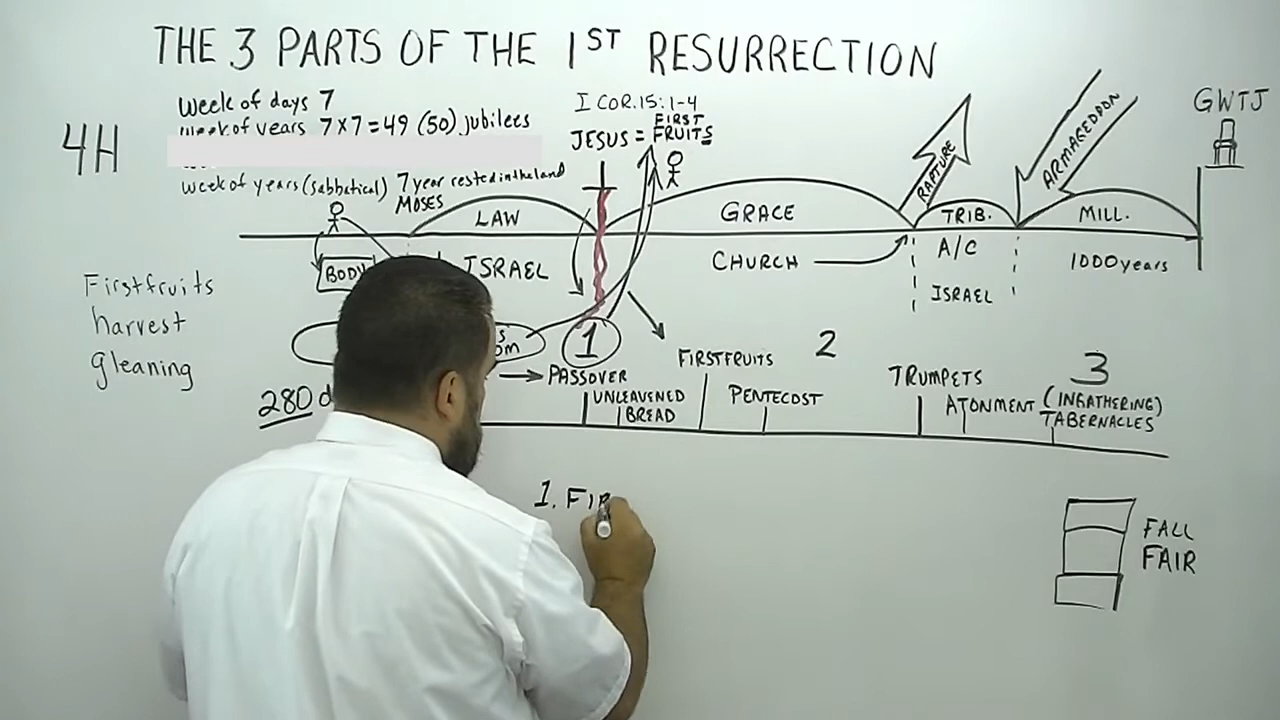 THE 3 PARTS OF THE 1ST RESURRECTION
4H
week of days 7
week of years 7x7=49 (50) jubilees
week of years (sabbatical) 7 year rested in the land
I COR. 15:1-4
JESUS = FIRST FRUITS
GWTJ
RAPTURE
ARMAGEDDON
MOSES
LAW
GRACE
TRIB.
MILL.
BODY
ISRAEL
CHURCH
A/C
1000 years
ISRAEL
Firstfruits
harvest
gleaning
1
2
3
280
PASSOVER
UNLEAVENED
BREAD
FIRSTFRUITS
PENTECOST
TRUMPETS
ATONMENT
(INGATHERING)
TABERNACLES
1. FIR
FALL
FAIR